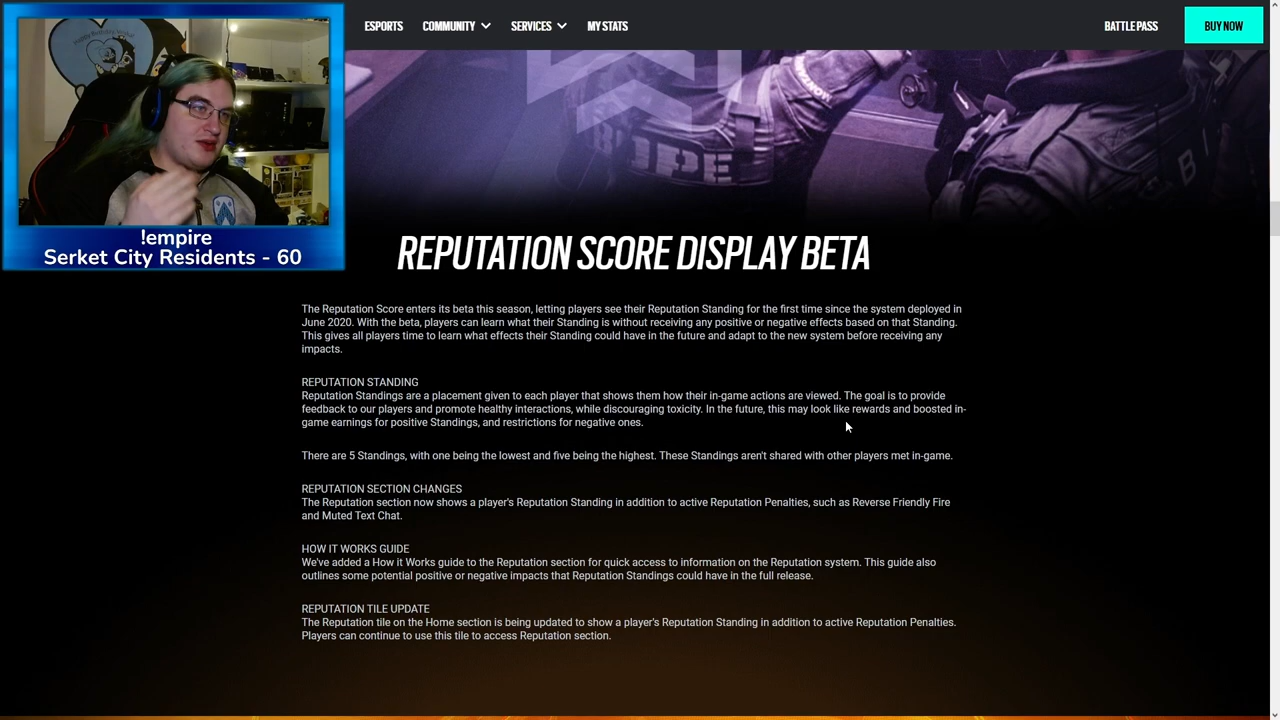 ESPORTS COMMUNITY SERVICES MY STATS BATTLE PASS BUY NOW
!empire
Serket City Residents - 60
REPUTATION SCORE DISPLAY BETA
The Reputation Score enters its beta this season, letting players see their Reputation Standing for the first time since the system deployed in
June 2020. With the beta, players can learn what their Standing is without receiving any positive or negative effects based on that Standing.
This gives all players time to learn what effects their Standing could have in the future and adapt to the new system before receiving any
impacts.
REPUTATION STANDING
Reputation Standings are a placement given to each player that shows them how their in-game actions are viewed. The goal is to provide
feedback to our players and promote healthy interactions, while discouraging toxicity. In the future, this may look like rewards and boosted in-
game earnings for positive Standings, and restrictions for negative ones.
There are 5 Standings, with one being the lowest and five being the highest. These Standings aren't shared with other players met in-game.
REPUTATION SECTION CHANGES
The Reputation section now shows a player's Reputation Standing in addition to active Reputation Penalties, such as Reverse Friendly Fire
and Muted Text Chat.
HOW IT WORKS GUIDE
We've added a How it Works guide to the Reputation section for quick access to information on the Reputation system. This guide also
outlines some potential positive or negative impacts that Reputation Standings could have in the full release.
REPUTATION TILE UPDATE
The Reputation tile on the Home section is being updated to show a player's Reputation Standing in addition to active Reputation Penalties.
Players can continue to use this tile to access Reputation section.